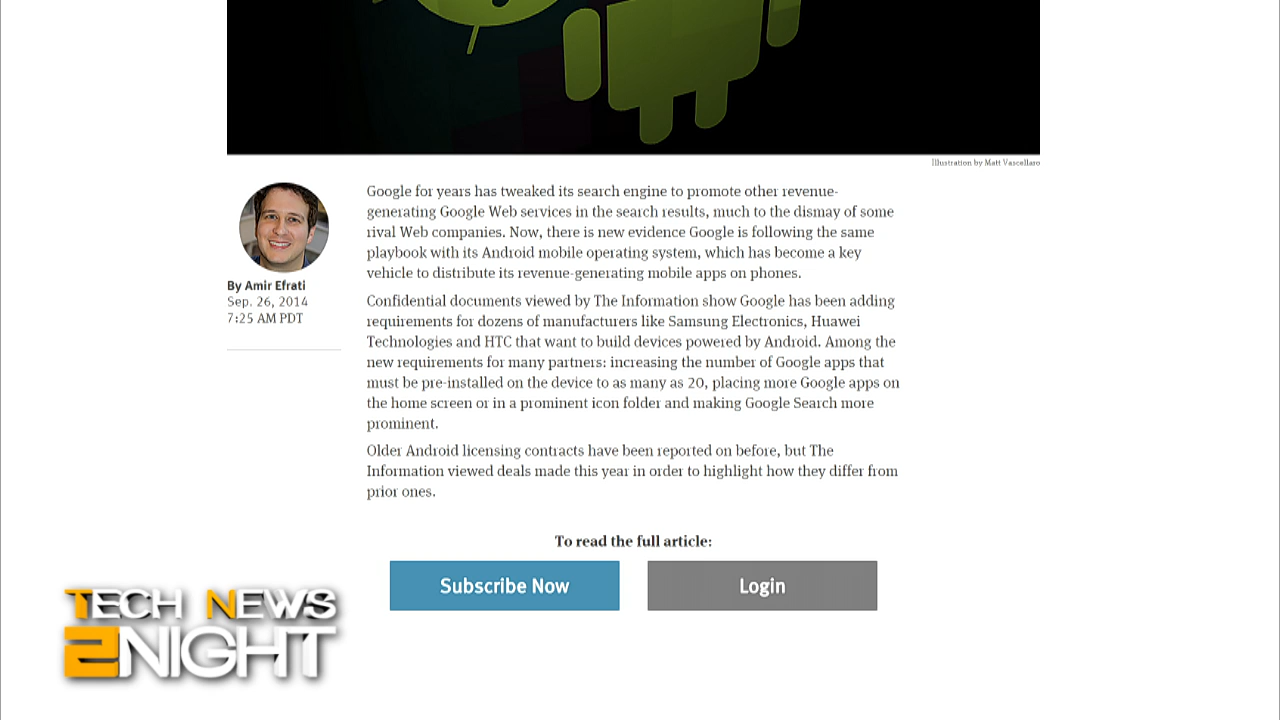 Illustration by Matt Vascellaro
By Amir Efrati
Sep. 26, 2014
7:25 AM PDT
Google for years has tweaked its search engine to promote other revenue-
generating Google Web services in the search results, much to the dismay of some
rival Web companies. Now, there is new evidence Google is following the same
playbook with its Android mobile operating system, which has become a key
vehicle to distribute its revenue-generating mobile apps on phones.
Confidential documents viewed by The Information show Google has been adding
requirements for dozens of manufacturers like Samsung Electronics, Huawei
Technologies and HTC that want to build devices powered by Android. Among the
new requirements for many partners: increasing the number of Google apps that
must be pre-installed on the device to as many as 20, placing more Google apps on
the home screen or in a prominent icon folder and making Google Search more
prominent.
Older Android licensing contracts have been reported on before, but The
Information viewed deals made this year in order to highlight how they differ from
prior ones.
To read the full article:
Subscribe Now
Login
TECH NEWS
2NIGHT